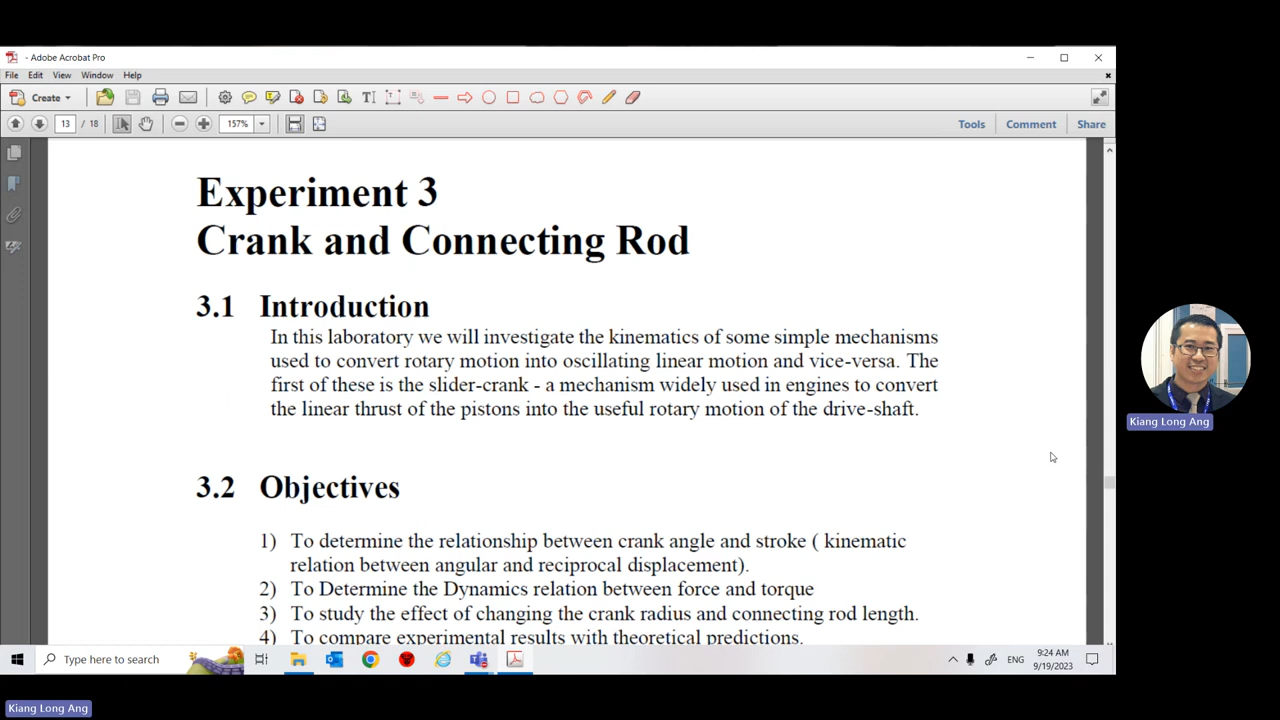 - Adobe Acrobat Pro
File Edit View Window Help
Create
13 / 18 157% Tools Comment Share
Experiment 3
Crank and Connecting Rod
3.1 Introduction
In this laboratory we will investigate the kinematics of some simple mechanisms
used to convert rotary motion into oscillating linear motion and vice-versa. The
first of these is the slider-crank - a mechanism widely used in engines to convert
the linear thrust of the pistons into the useful rotary motion of the drive-shaft.
Kiang Long Ang
3.2 Objectives
1) To determine the relationship between crank angle and stroke ( kinematic
relation between angular and reciprocal displacement).
2) To Determine the Dynamics relation between force and torque
3) To study the effect of changing the crank radius and connecting rod length.
4) To compare experimental results with theoretical predictions.
Type here to search
ENG
9:24 AM
9/19/2023
Kiang Long Ang